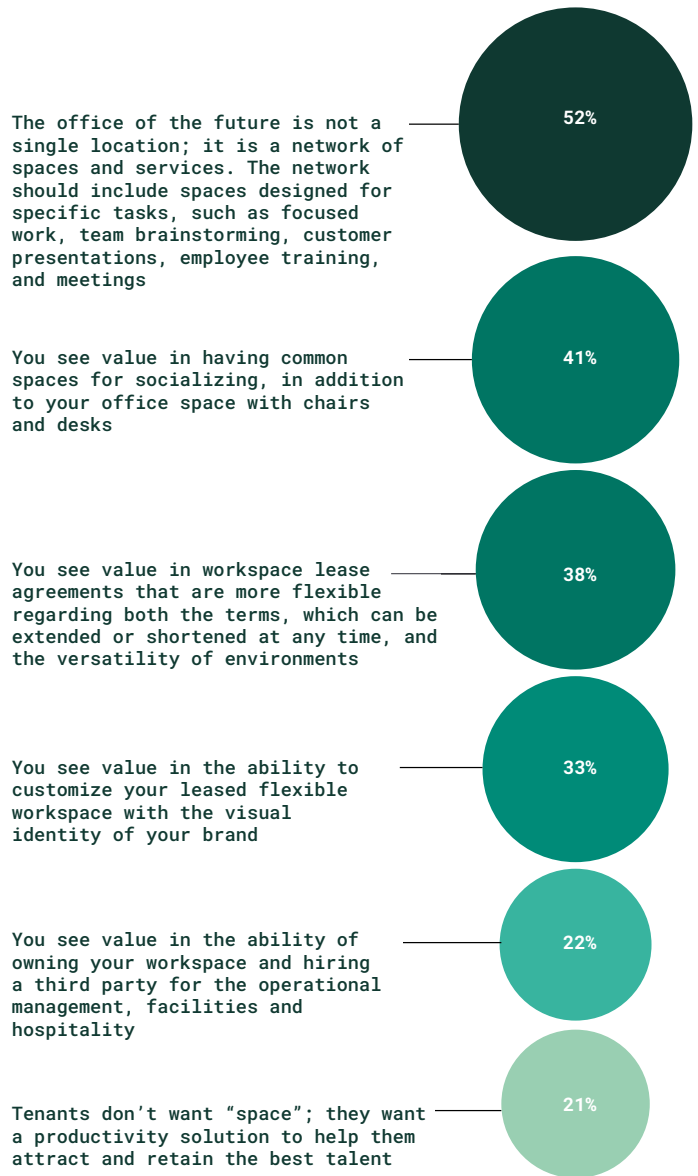 52%
The office of the future is not a
single location; it is a network of
spaces and services. The network
should include spaces designed for
specific tasks, such as focused
work, team brainstorming, customer
presentations, employee training,
and meetings
41%
You see value in having common
spaces for socializing, in addition
to your office space with chairs
and desks
38%
You see value in workspace lease
agreements that are more flexible
regarding both the terms, which can be
extended or shortened at any time, and
the versatility of environments
33%
You see value in the ability to
customize your leased flexible
workspace with the visual
identity of your brand
22%
You see value in the ability of
owning your workspace and hiring
a third party for the operational
management, facilities and
hospitality
21%
Tenants don’t want “space”; they want
a productivity solution to help them
attract and retain the best talent